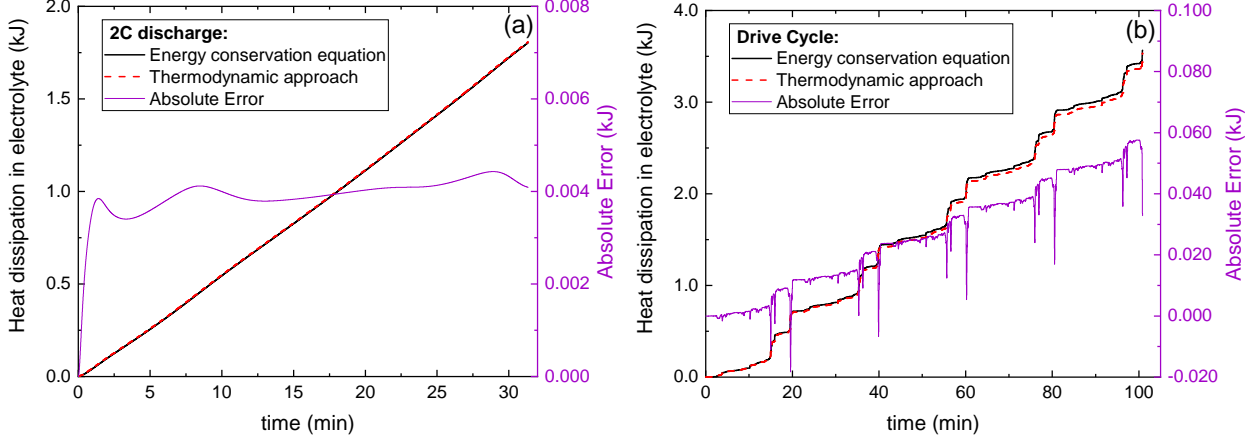 (a)
2C discharge:
Energy conservation equation
Thermodynamic approach
Absolute Error
Heat dissipation in electrolyte (kJ)
2.0
1.5
1.0
0.5
0.0
0 5 10 15 20 25 30
time (min)
0.008
0.007
0.006
0.004
0.002
0.000
Absolute Error (kJ)
(b)
Drive Cycle:
Energy conservation equation
Thermodynamic approach
Absolute Error
Heat dissipation in electrolyte (kJ)
4.0
3.0
2.0
1.0
0.0
0 20 40 60 80 100
time (min)
0.100
0.080
0.060
0.040
0.020
0.000
-0.020
Absolute Error (kJ)